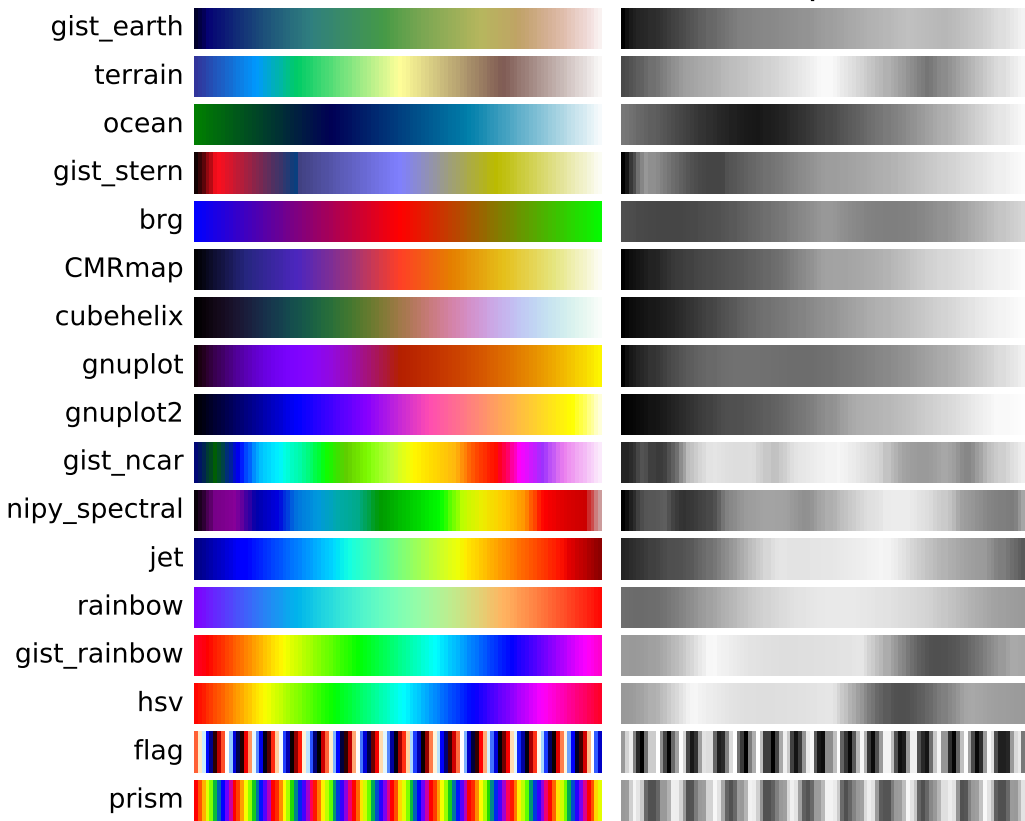 gist_earth
terrain
ocean
gist_stern
brg
CMRmap
cubehelix
gnuplot
gnuplot2
gist_ncar
nipy_spectral
jet
rainbow
gist_rainbow
hsv
flag
prism